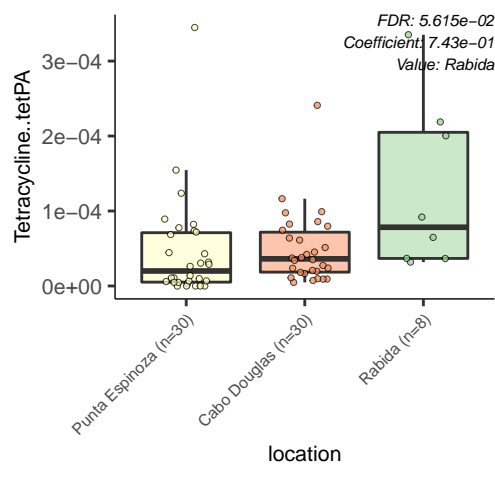 FDR: 5.615e−02
Coefficient: 7.43e−01
Value: Rabida
Tetracycline..tetPA
3e−04
2e−04
1e−04
0e+00
Punta Espinoza (n=30)
Cabo Douglas (n=30)
Rabida (n=8)
location